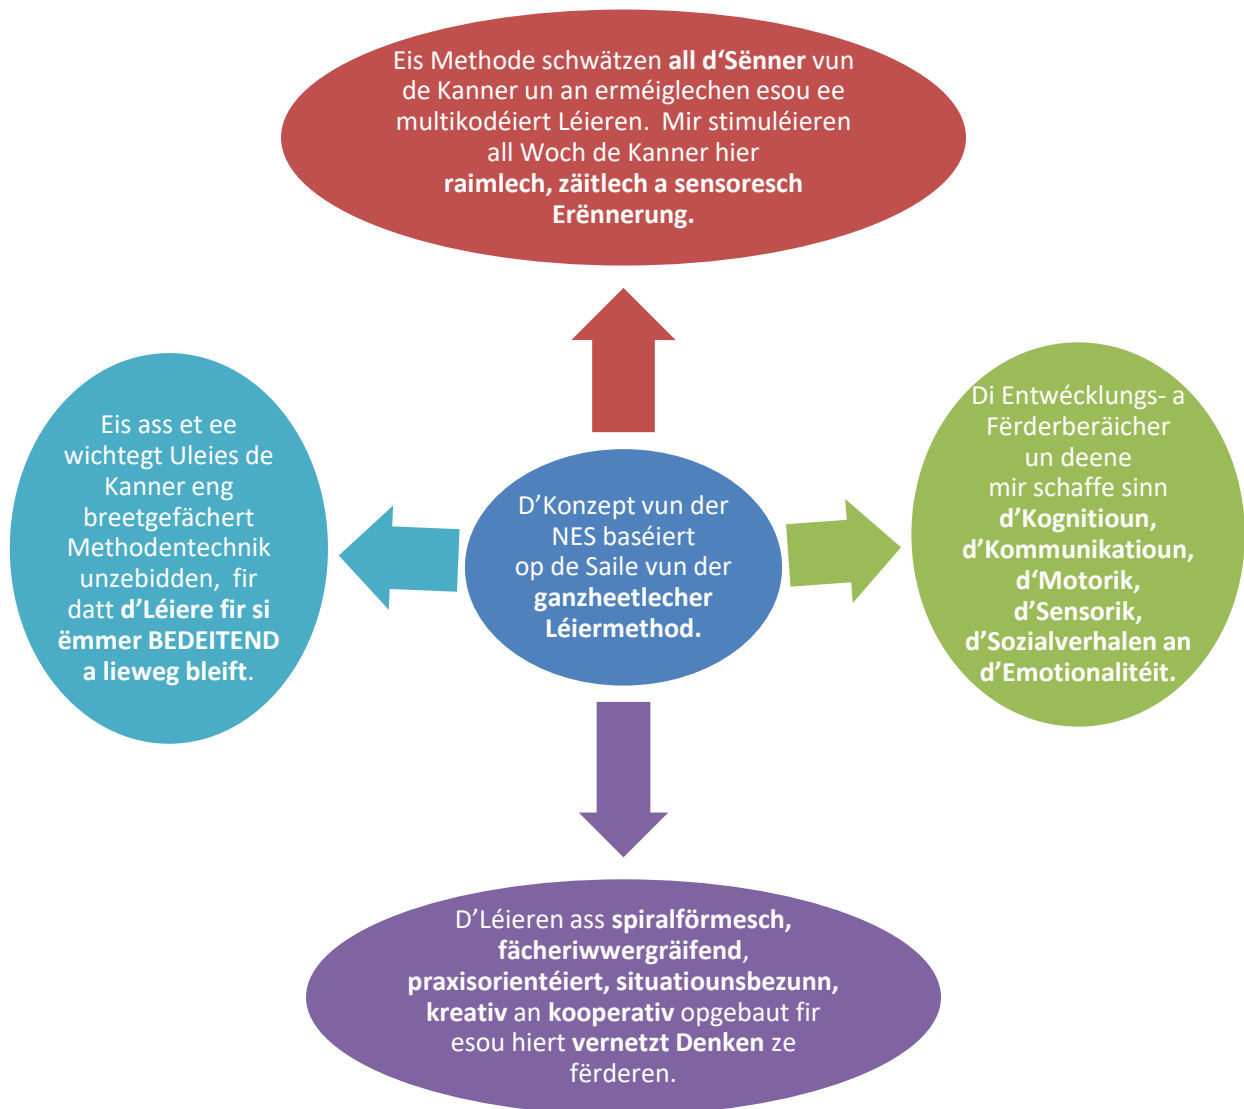 Eis Methode schwätzen all d‘Sënner vun
de Kanner un an erméiglechen esou ee
multikodéiert Léieren.  Mir stimuléieren
all Woch de Kanner hier
raimlech, zäitlech a sensoresch
Erënnerung.
Eis ass et ee
wichtegt Uleies de
Kanner eng
breetgefächert
Methodentechnik
unzebidden,  fir
datt d’Léiere fir si
ëmmer BEDEITEND
a lieweg bleift.
D’Konzept vun der
NES baséiert
op de Saile vun der
ganzheetlecher
Léiermethod.
Di Entwécklungs- a
Fërderberäicher
un deene
mir schaffe sinn
d’Kognitioun,
d’Kommunikatioun,
d‘Motorik,
d’Sensorik,
d’Sozialverhalen an
d’Emotionalitéit.
D’Léieren ass spiralförmesch,
fächeriwwergräifend,
praxisorientéiert, situatiounsbezunn,
kreativ an kooperativ opgebaut fir
esou hiert vernetzt Denken ze
fërderen.